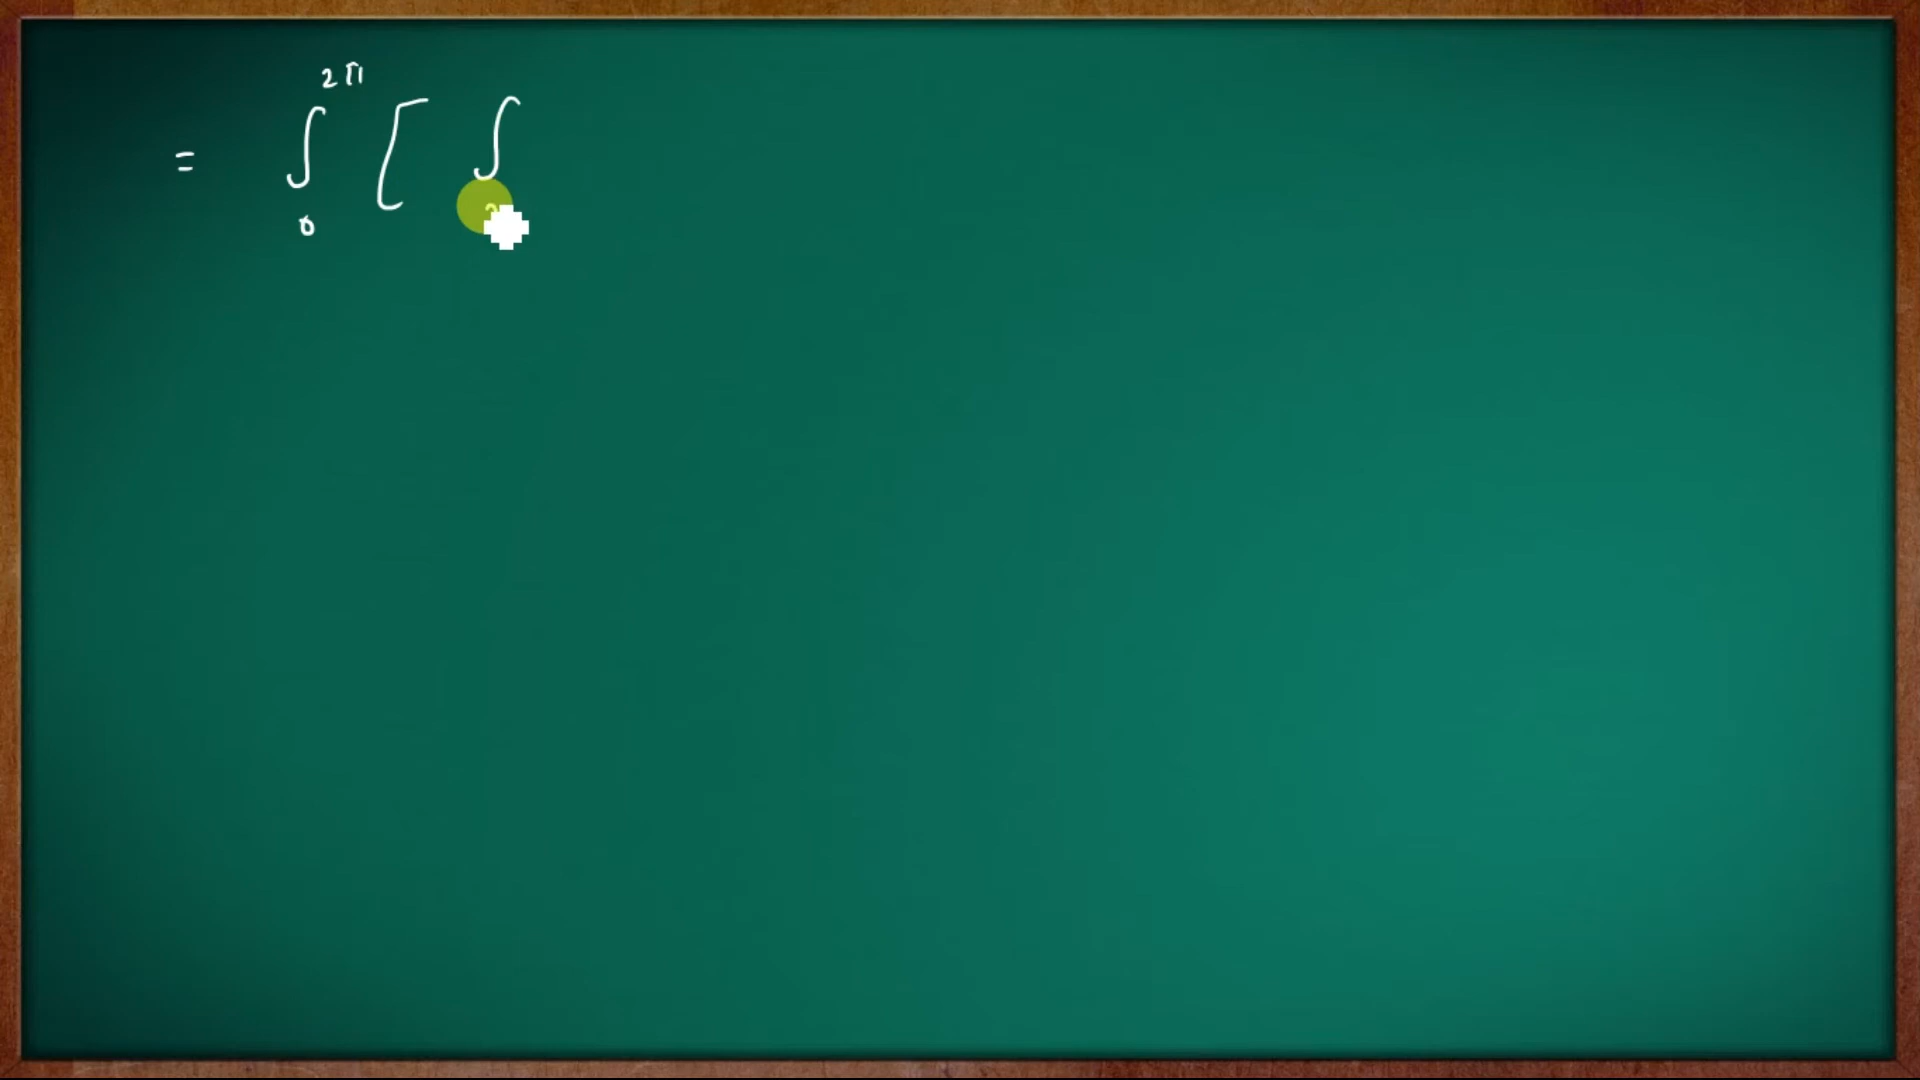 = ∫₀^{2π} [ ∫